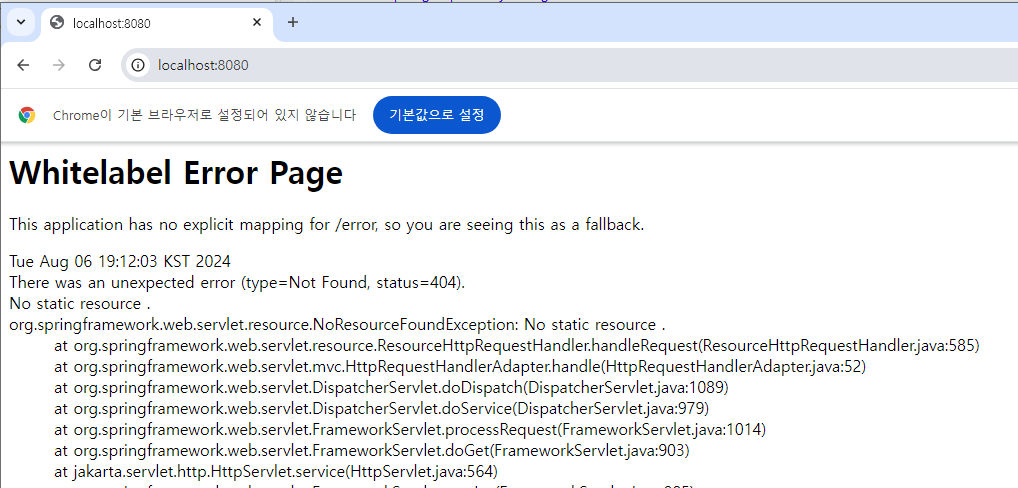 localhost:8080
localhost:8080
Chrome이 기본 브라우저로 설정되어 있지 않습니다 기본값으로 설정
Whitelabel Error Page
This application has no explicit mapping for /error, so you are seeing this as a fallback.
Tue Aug 06 19:12:03 KST 2024
There was an unexpected error (type=Not Found, status=404).
No static resource .
org.springframework.web.servlet.resource.NoResourceFoundException: No static resource .
at org.springframework.web.servlet.resource.ResourceHttpRequestHandler.handleRequest(ResourceHttpRequestHandler.java:585)
at org.springframework.web.servlet.mvc.HttpRequestHandlerAdapter.handle(HttpRequestHandlerAdapter.java:52)
at org.springframework.web.servlet.DispatcherServlet.doDispatch(DispatcherServlet.java:1089)
at org.springframework.web.servlet.DispatcherServlet.doService(DispatcherServlet.java:979)
at org.springframework.web.servlet.FrameworkServlet.processRequest(FrameworkServlet.java:1014)
at org.springframework.web.servlet.FrameworkServlet.doGet(FrameworkServlet.java:903)
at jakarta.servlet.http.HttpServlet.service(HttpServlet.java:564)